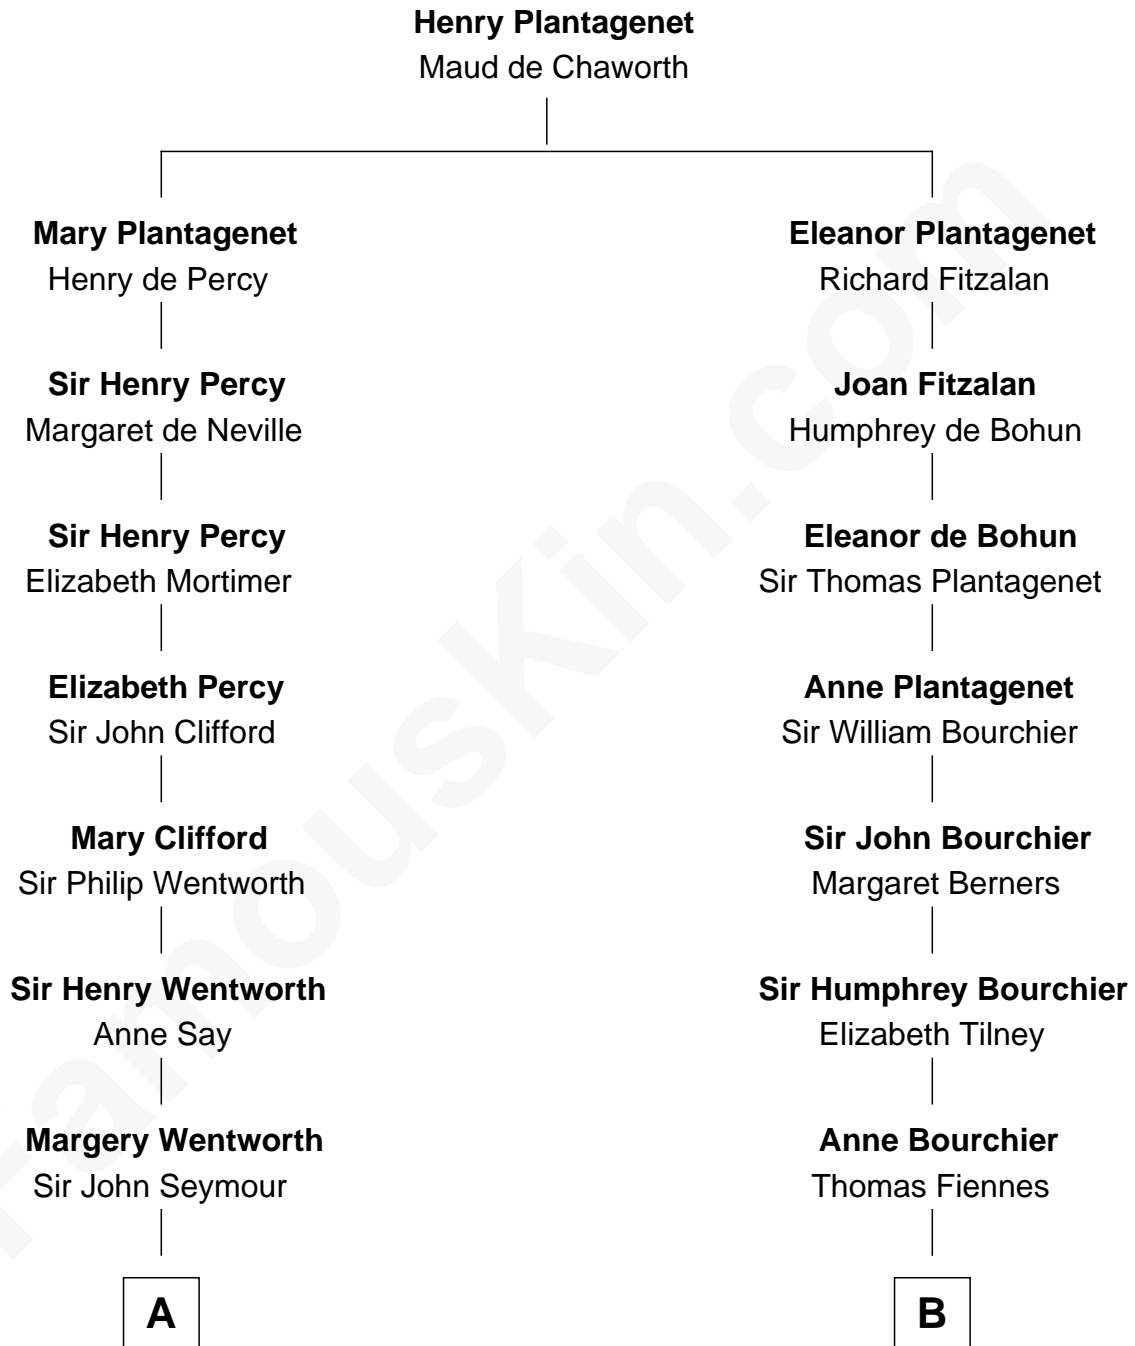 Henry Plantagenet
Maud de Chaworth
Mary Plantagenet
Henry de Percy
Eleanor Plantagenet
Richard Fitzalan
Sir Henry Percy
Margaret de Neville
Joan Fitzalan
Humphrey de Bohun
Sir Henry Percy
Elizabeth Mortimer
Eleanor de Bohun
Sir Thomas Plantagenet
Elizabeth Percy
Sir John Clifford
Anne Plantagenet
Sir William Bourchier
Mary Clifford
Sir Philip Wentworth
Sir John Bourchier
Margaret Berners
Sir Henry Wentworth
Anne Say
Sir Humphrey Bourchier
Elizabeth Tilney
Margery Wentworth
Sir John Seymour
Anne Bourchier
Thomas Fiennes
A
B
FamousKin.com